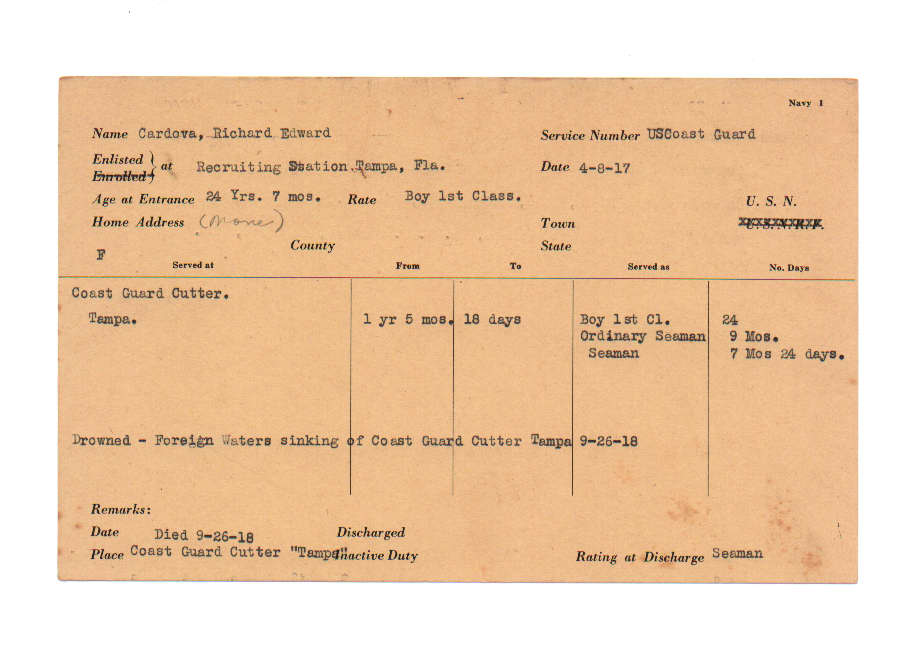 Navy 1
Name Cardova, Richard Edward Service Number USCoast Guard
Enlisted
Enrolled } at Recruiting Station Tampa, Fla. Date 4-8-17
Age at Entrance 24 Yrs. 7 mos. Rate Boy 1st Class. U. S. N.
Home Address (None) Town U.S.N.R.F.
County State
F
Served at From To Served as No. Days
Coast Guard Cutter.
Tampa. 1 yr 5 mos. 18 days Boy 1st Cl. 24
Ordinary Seaman 9 Mos.
Seaman 7 Mos 24 days.
Drowned - Foreign Waters sinking of Coast Guard Cutter Tampa 9-26-18
Remarks:
Date Died 9-26-18 Discharged
Place Coast Guard Cutter "Tampa" Inactive Duty Rating at Discharge Seaman